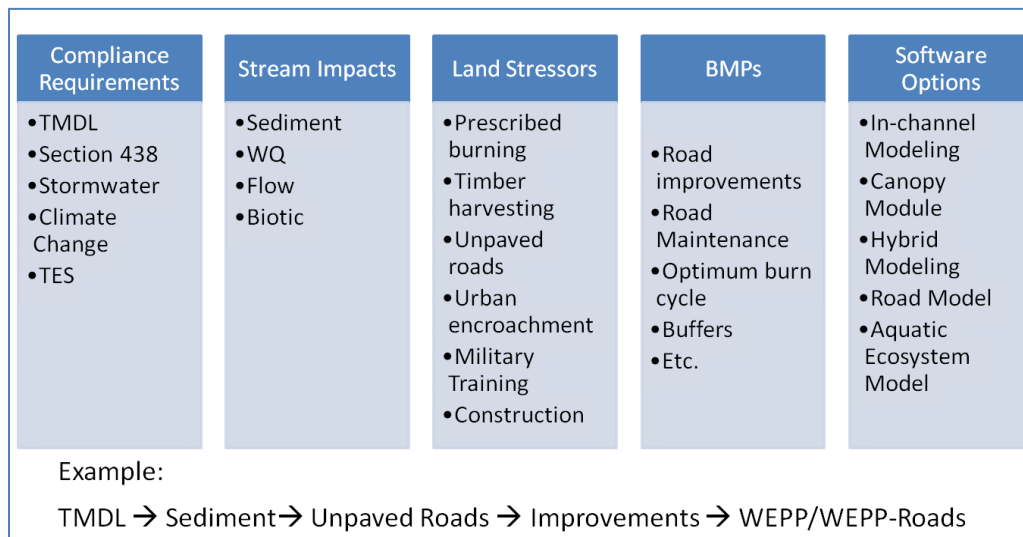 Compliance
Requirements
•TMDL
•Section 438
•Stormwater
•Climate
Change
•TES
Stream Impacts
•Sediment
•WQ
•Flow
•Biotic
Land Stressors
•Prescribed
burning
•Timber
harvesting
•Unpaved
roads
•Urban
encroachment
•Military
Training
•Construction
BMPs
•Road
improvements
•Road
Maintenance
•Optimum burn
cycle
•Buffers
•Etc.
Software
Options
•In-channel
Modeling
•Canopy
Module
•Hybrid
Modeling
•Road Model
•Aquatic
Ecosystem
Model
Example:
TMDL → Sediment→ Unpaved Roads → Improvements → WEPP/WEPP-Roads